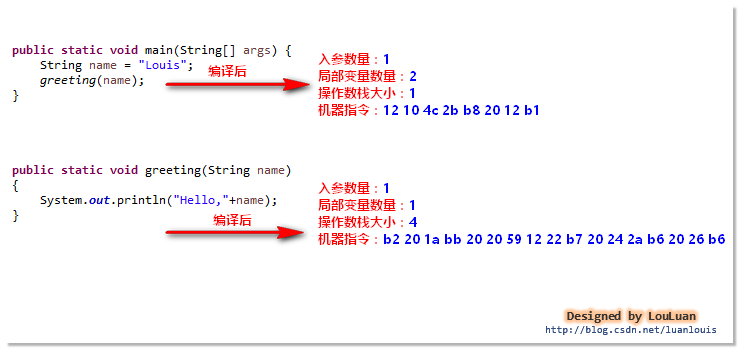 public static void main(String[] args) {
String name = "Louis";
greeting(name);
}
编译后
入参数量：1
局部变量数量：2
操作数栈大小：1
机器指令：12 10 4c 2b b8 20 12 b1
public static void greeting(String name)
{
System.out.println("Hello,"+name);
}
编译后
入参数量：1
局部变量数量：1
操作数栈大小：4
机器指令：b2 20 1a bb 20 20 59 12 22 b7 20 24 2a b6 20 26 b6
Designed by LouLuan
http://blog.csdn.net/luanlouis